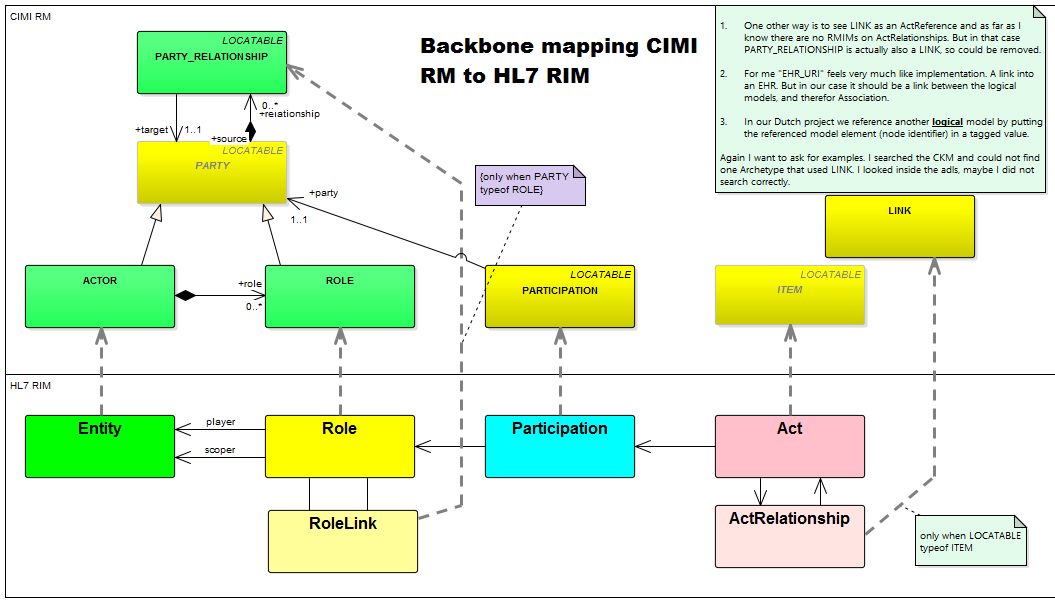 CIMI RM
LOCATABLE
PARTY_RELATIONSHIP
Backbone mapping CIMI
RM to HL7 RIM
1. One other way is to see LINK as an ActReference and as far as I
know there are no RMIMs on ActRelationships. But in that case
PARTY_RELATIONSHIP is actually also a LINK, so could be removed.
2. For me "EHR_URI" feels very much like implementation. A link into
an EHR. But in our case it should be a link between the logical
models, and therefor Association.
3. In our Dutch project we reference another logical model by putting
the referenced model element (node identifier) in a tagged value.
Again I want to ask for examples. I searched the CKM and could not find
one Archetype that used LINK. I looked inside the adls, maybe I did not
search correctly.
0..*
+relationship
+target
1..1
+source
LOCATABLE
PARTY
{only when PARTY
typeof ROLE}
+party
1..1
LINK
ACTOR
+role
0..*
ROLE
LOCATABLE
PARTICIPATION
LOCATABLE
ITEM
HL7 RIM
Entity
player
scoper
Role
Participation
Act
RoleLink
ActRelationship
only when LOCATABLE
typeof ITEM